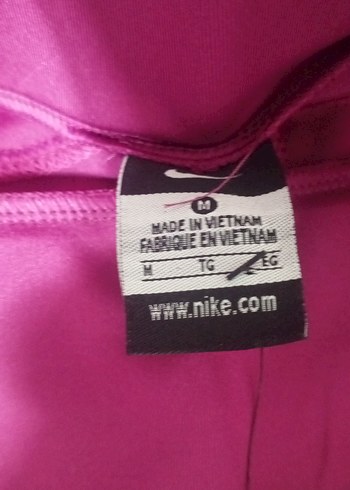 M
MADE IN VIETNAM
FABRIQUE EN VIETNAM
M TG EG
www.nike.com